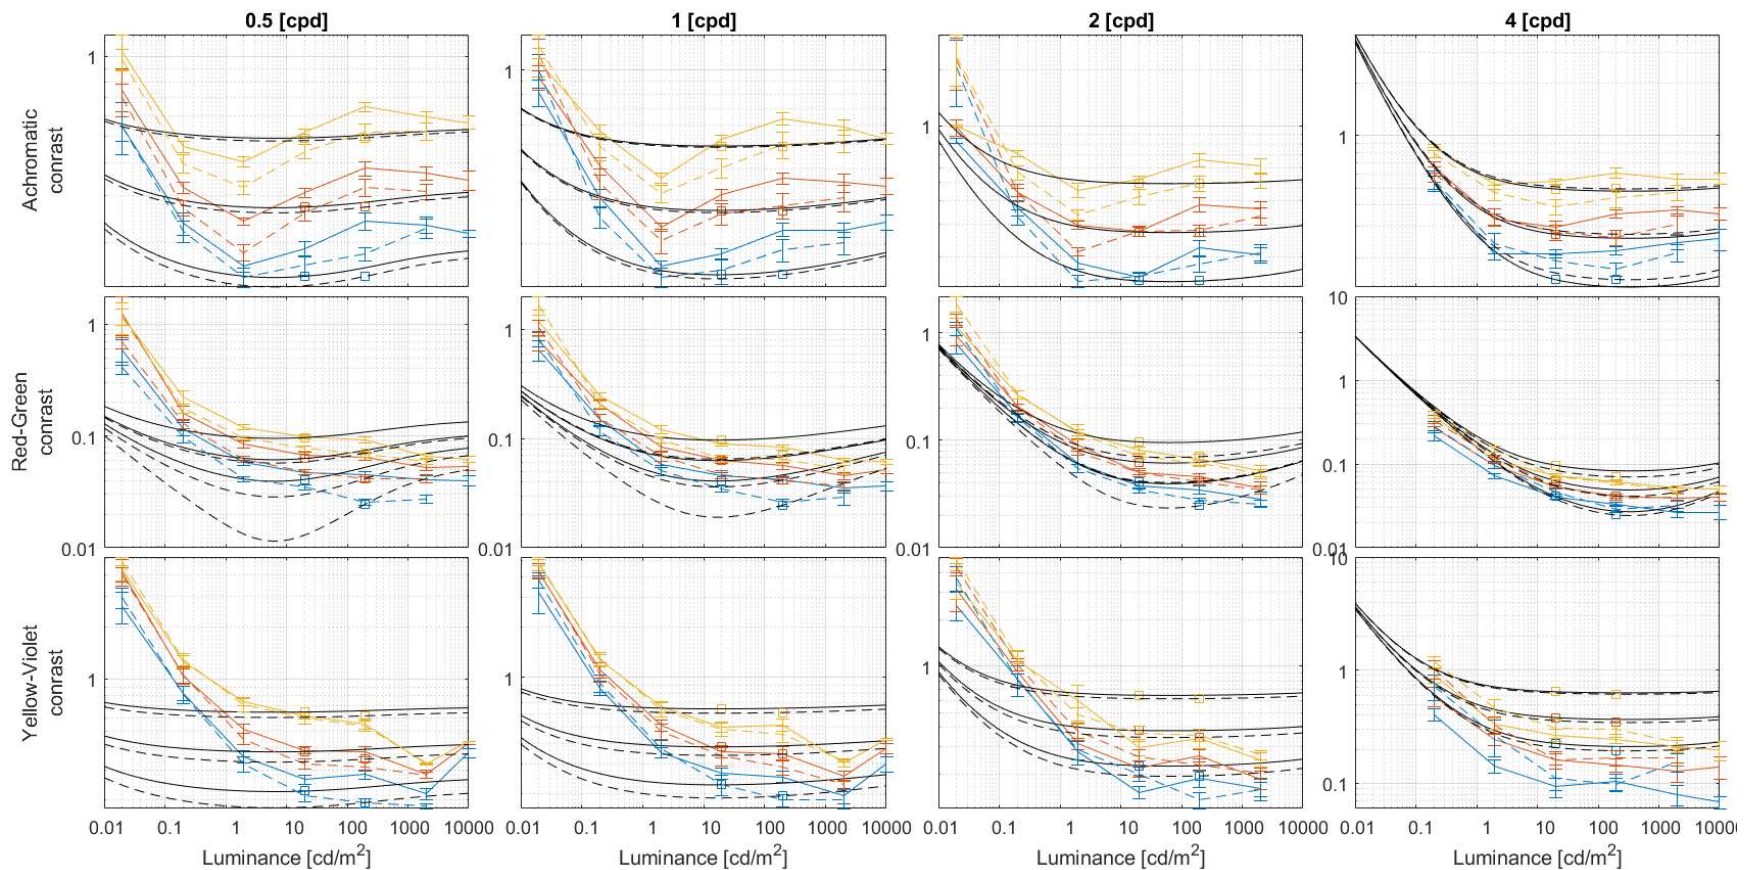 0.5 [cpd] 1 [cpd] 2 [cpd] 4 [cpd]
Achromatic
conrast
1 1 1 1
Red-Green
conrast
1 1 1 10
0.1 0.1 0.1 1
0.01 0.01 0.01 0.1
0.01
Yellow-Violet
conrast
1 1 1 10
1
0.1
0.01 0.1 1 10 100 1000 10000 0.01 0.1 1 10 100 1000 10000 0.01 0.1 1 10 100 1000 10000 0.01 0.1 1 10 100 1000 1000
Luminance [cd/m2] Luminance [cd/m2] Luminance [cd/m2] Luminance [cd/m2]